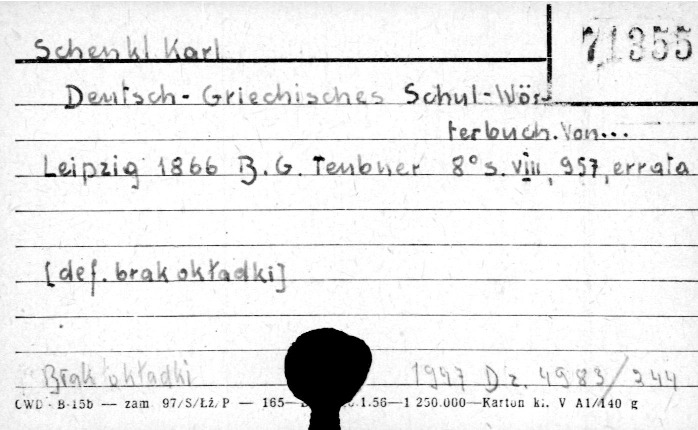 Schenkl Karl
71355
Deutsch-Griechisches Schul-Wör-
terbuch. Von...
Leipzig 1866 B. G. Teubner 8° s. VIII, 957, errata
[def. brak okładki]
Brak okładki 1947 Dz. 4983/244
CWD - B-15b — zam 97/S/Łź/P — 165— 1.56—1 250.000—Karton kl. V A1/140 g